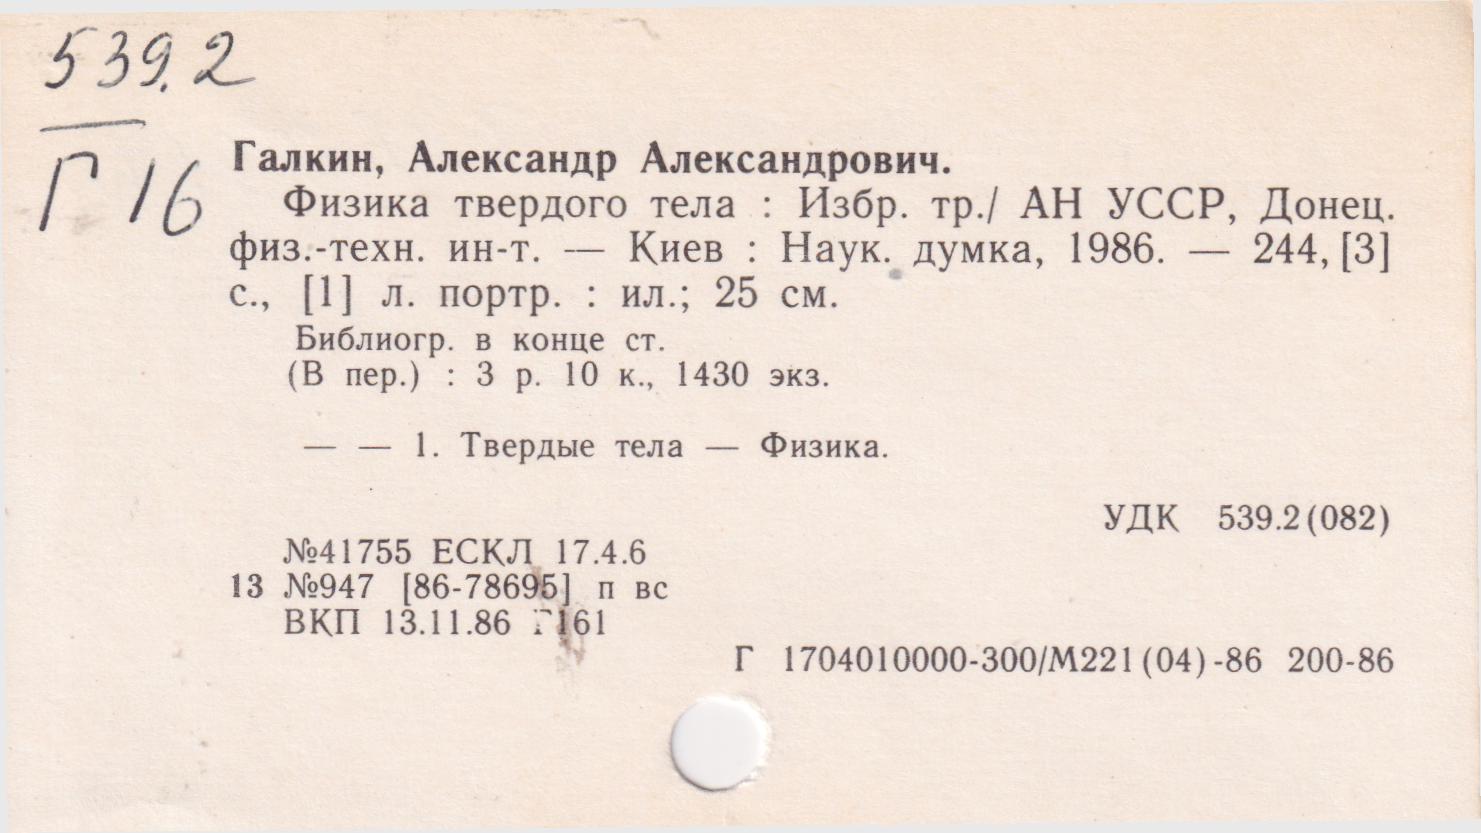 539.2
Г 16
Галкин, Александр Александрович.
Физика твердого тела : Избр. тр./ АН УССР, Донец.
физ.-техн. ин-т. — Киев : Наук. думка, 1986. — 244, [3]
с., [1] л. портр. : ил.; 25 см.
Библиогр. в конце ст.
(В пер.) : 3 р. 10 к., 1430 экз.
— — 1. Твердые тела — Физика.
УДК 539.2(082)
№41755 ЕСКЛ 17.4.6
13 №947 [86-78695] п вс
ВКП 13.11.86 Г161
Г 1704010000-300/М221(04)-86 200-86